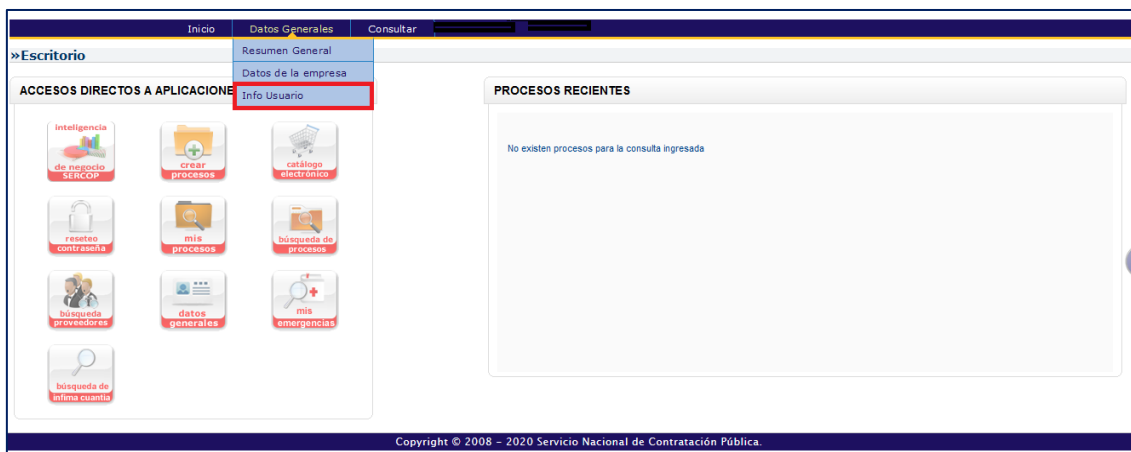 Inicio Datos Generales Consultar
Resumen General
»Escritorio
Datos de la empresa
Info Usuario
ACCESOS DIRECTOS A APLICACIONE
PROCESOS RECIENTES
No existen procesos para la consulta ingresada
inteligencia
de negocio
SERCOP
crear
procesos
catálogo
electrónico
reseteo
contraseña
mis
procesos
búsqueda de
procesos
búsqueda
proveedores
datos
generales
mis
emergencias
búsqueda de
ínfima cuantía
Copyright © 2008 – 2020 Servicio Nacional de Contratación Pública.